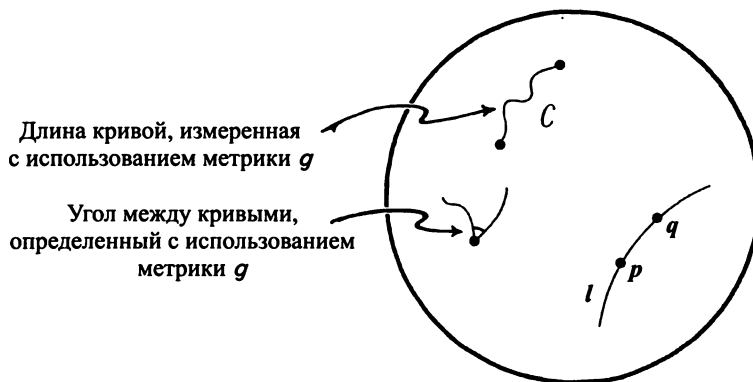 Длина кривой, измеренная
с использованием метрики g
C
Угол между кривыми,
определенный с использованием
метрики g
q
p
l